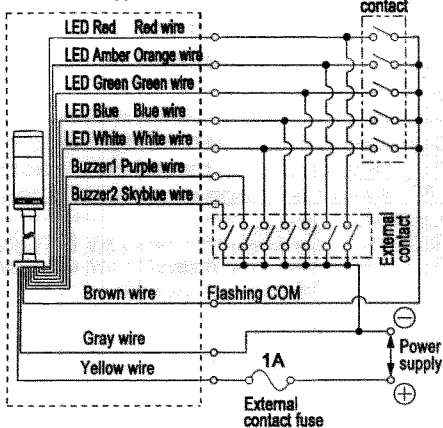 contact
LED Red Red wire
LED Amber Orange wire
LED Green Green wire
LED Blue Blue wire
LED White White wire
Buzzer1 Purple wire
Buzzer2 Skyblue wire
External
contact
Brown wire
Flashing COM
Gray wire
Yellow wire
1A
External
contact fuse
−
Power
supply
+